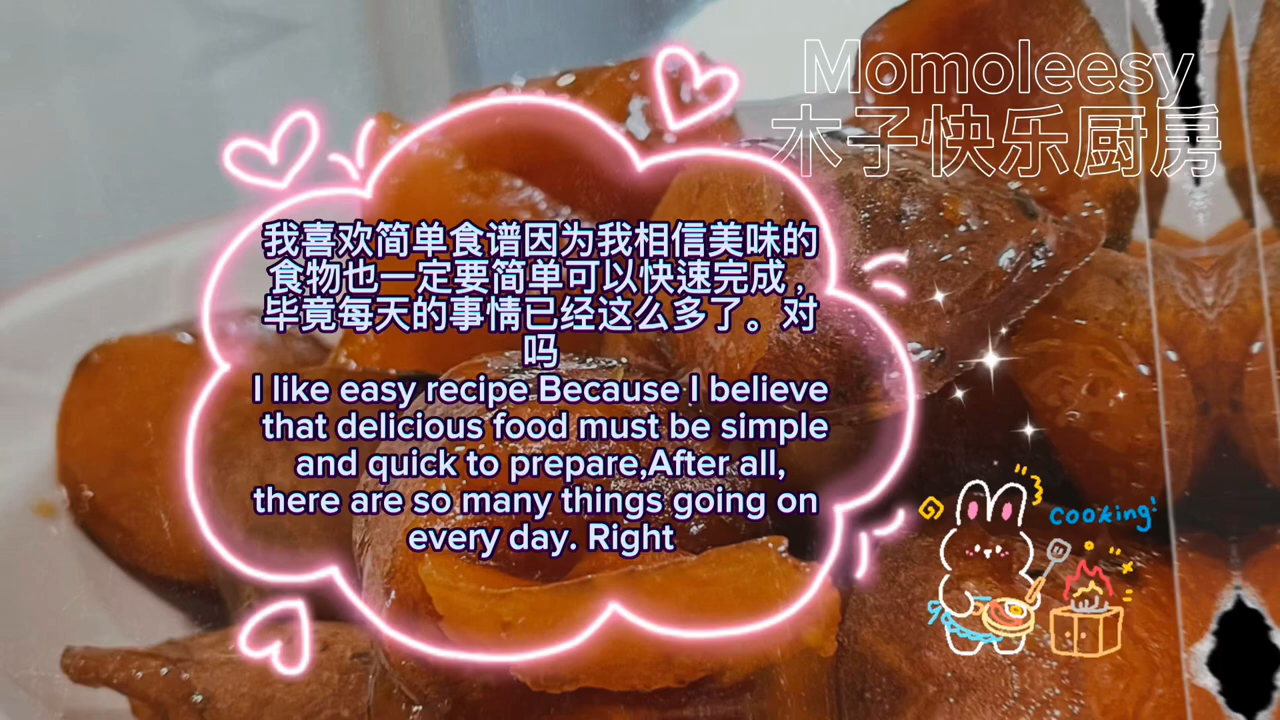 Momoleesy
木子快乐厨房
我喜欢简单食谱因为我相信美味的
食物也一定要简单可以快速完成，
毕竟每天的事情已经这么多了。对
吗
I like easy recipe Because I believe
that delicious food must be simple
and quick to prepare,After all,
there are so many things going on
every day. Right
cooking!